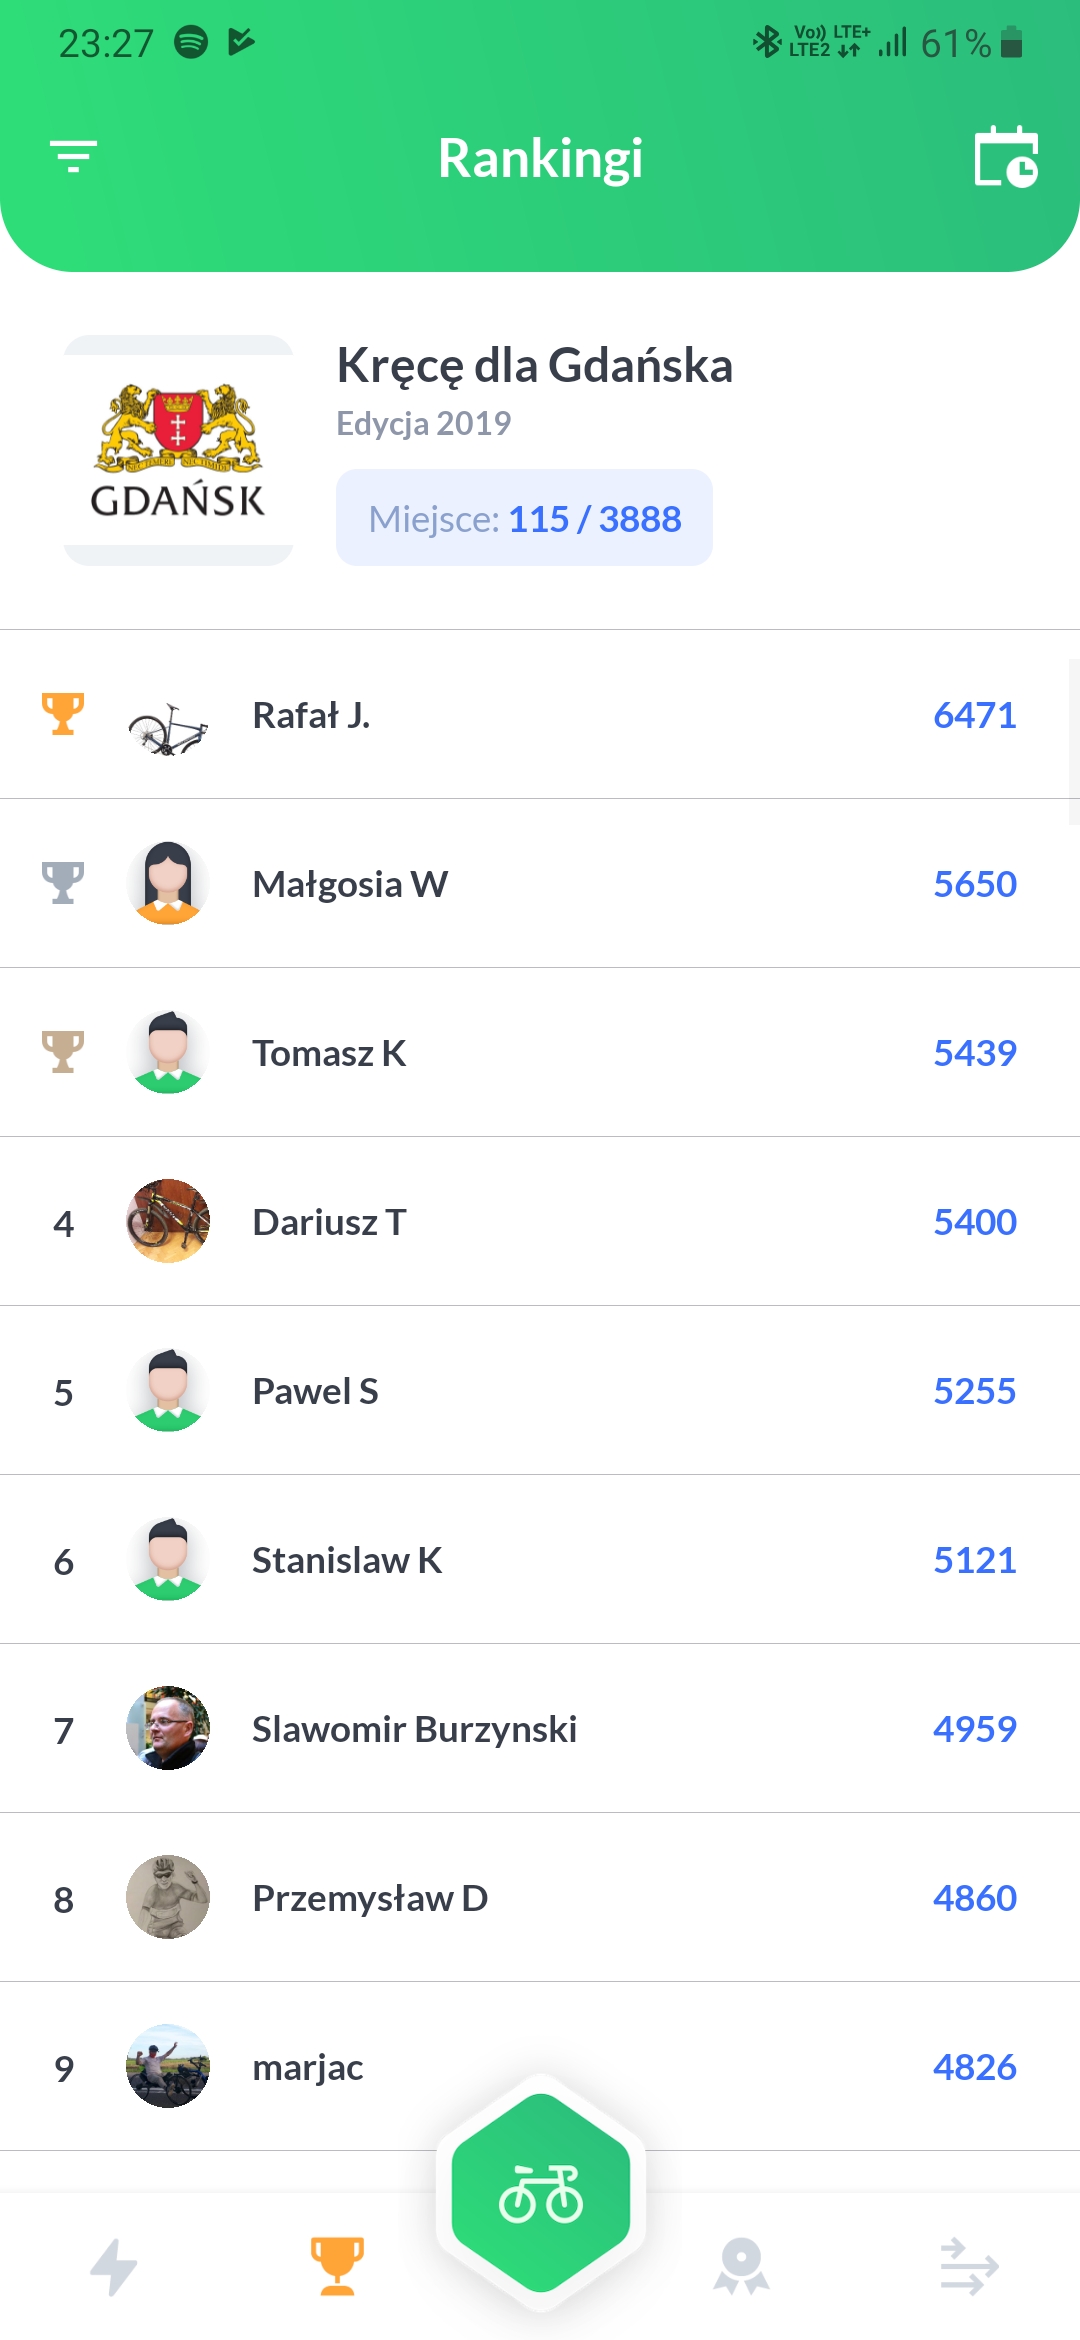 23:27
Vo)) LTE+
LTE2
61%
Rankingi
GDAŃSK
Kręcę dla Gdańska
Edycja 2019
Miejsce: 115 / 3888
Rafał J. 6471
Małgosia W 5650
Tomasz K 5439
4 Dariusz T 5400
5 Pawel S 5255
6 Stanislaw K 5121
7 Slawomir Burzynski 4959
8 Przemysław D 4860
9 marjac 4826